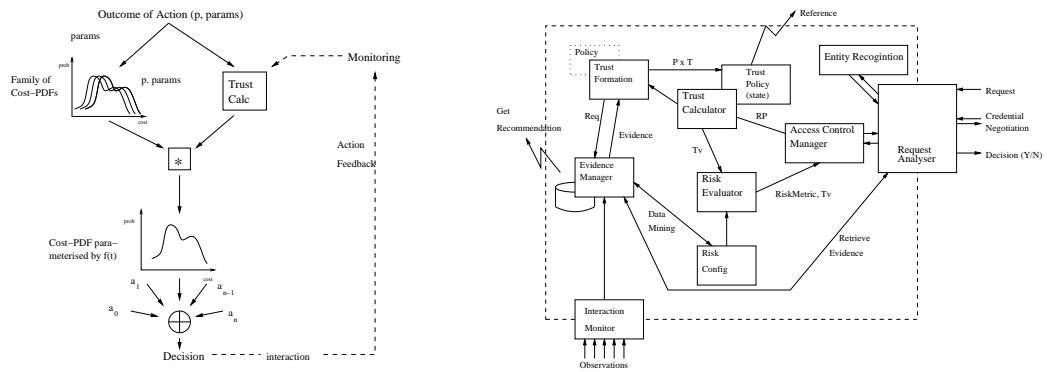 Outcome of Action (p, params)
params
prob
Family of
Cost–PDFs
p. params
cost
Trust
Calc
Monitoring
*
Action
Feedback
prob
Cost–PDF para–
meterised by f(t)
cost
a1
an–1
a0
an
Decision
interaction
Reference
Policy
Trust
Formation
P x T
Trust
Policy
(state)
Entity Recogintion
Get
Recommendation
Req
Evidence
Trust
Calculator
RP
Access Control
Manager
Request
Analyser
Request
Credential
Negotiation
Decision (Y/N)
Evidence
Manager
Tv
Risk
Evaluator
RiskMetric, Tv
Data
Mining
Risk
Config
Retrieve
Evidence
Interaction
Monitor
Observations